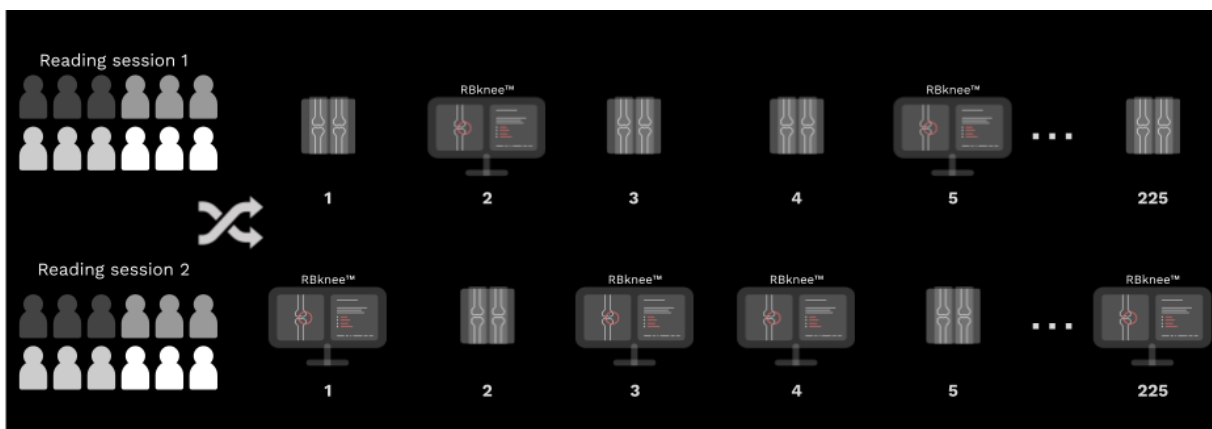 Reading session 1
RBknee™ RBknee™
...
1 2 3 4 5 225
Reading session 2
RBknee™ RBknee™ RBknee™ RBknee™
...
1 2 3 4 5 225